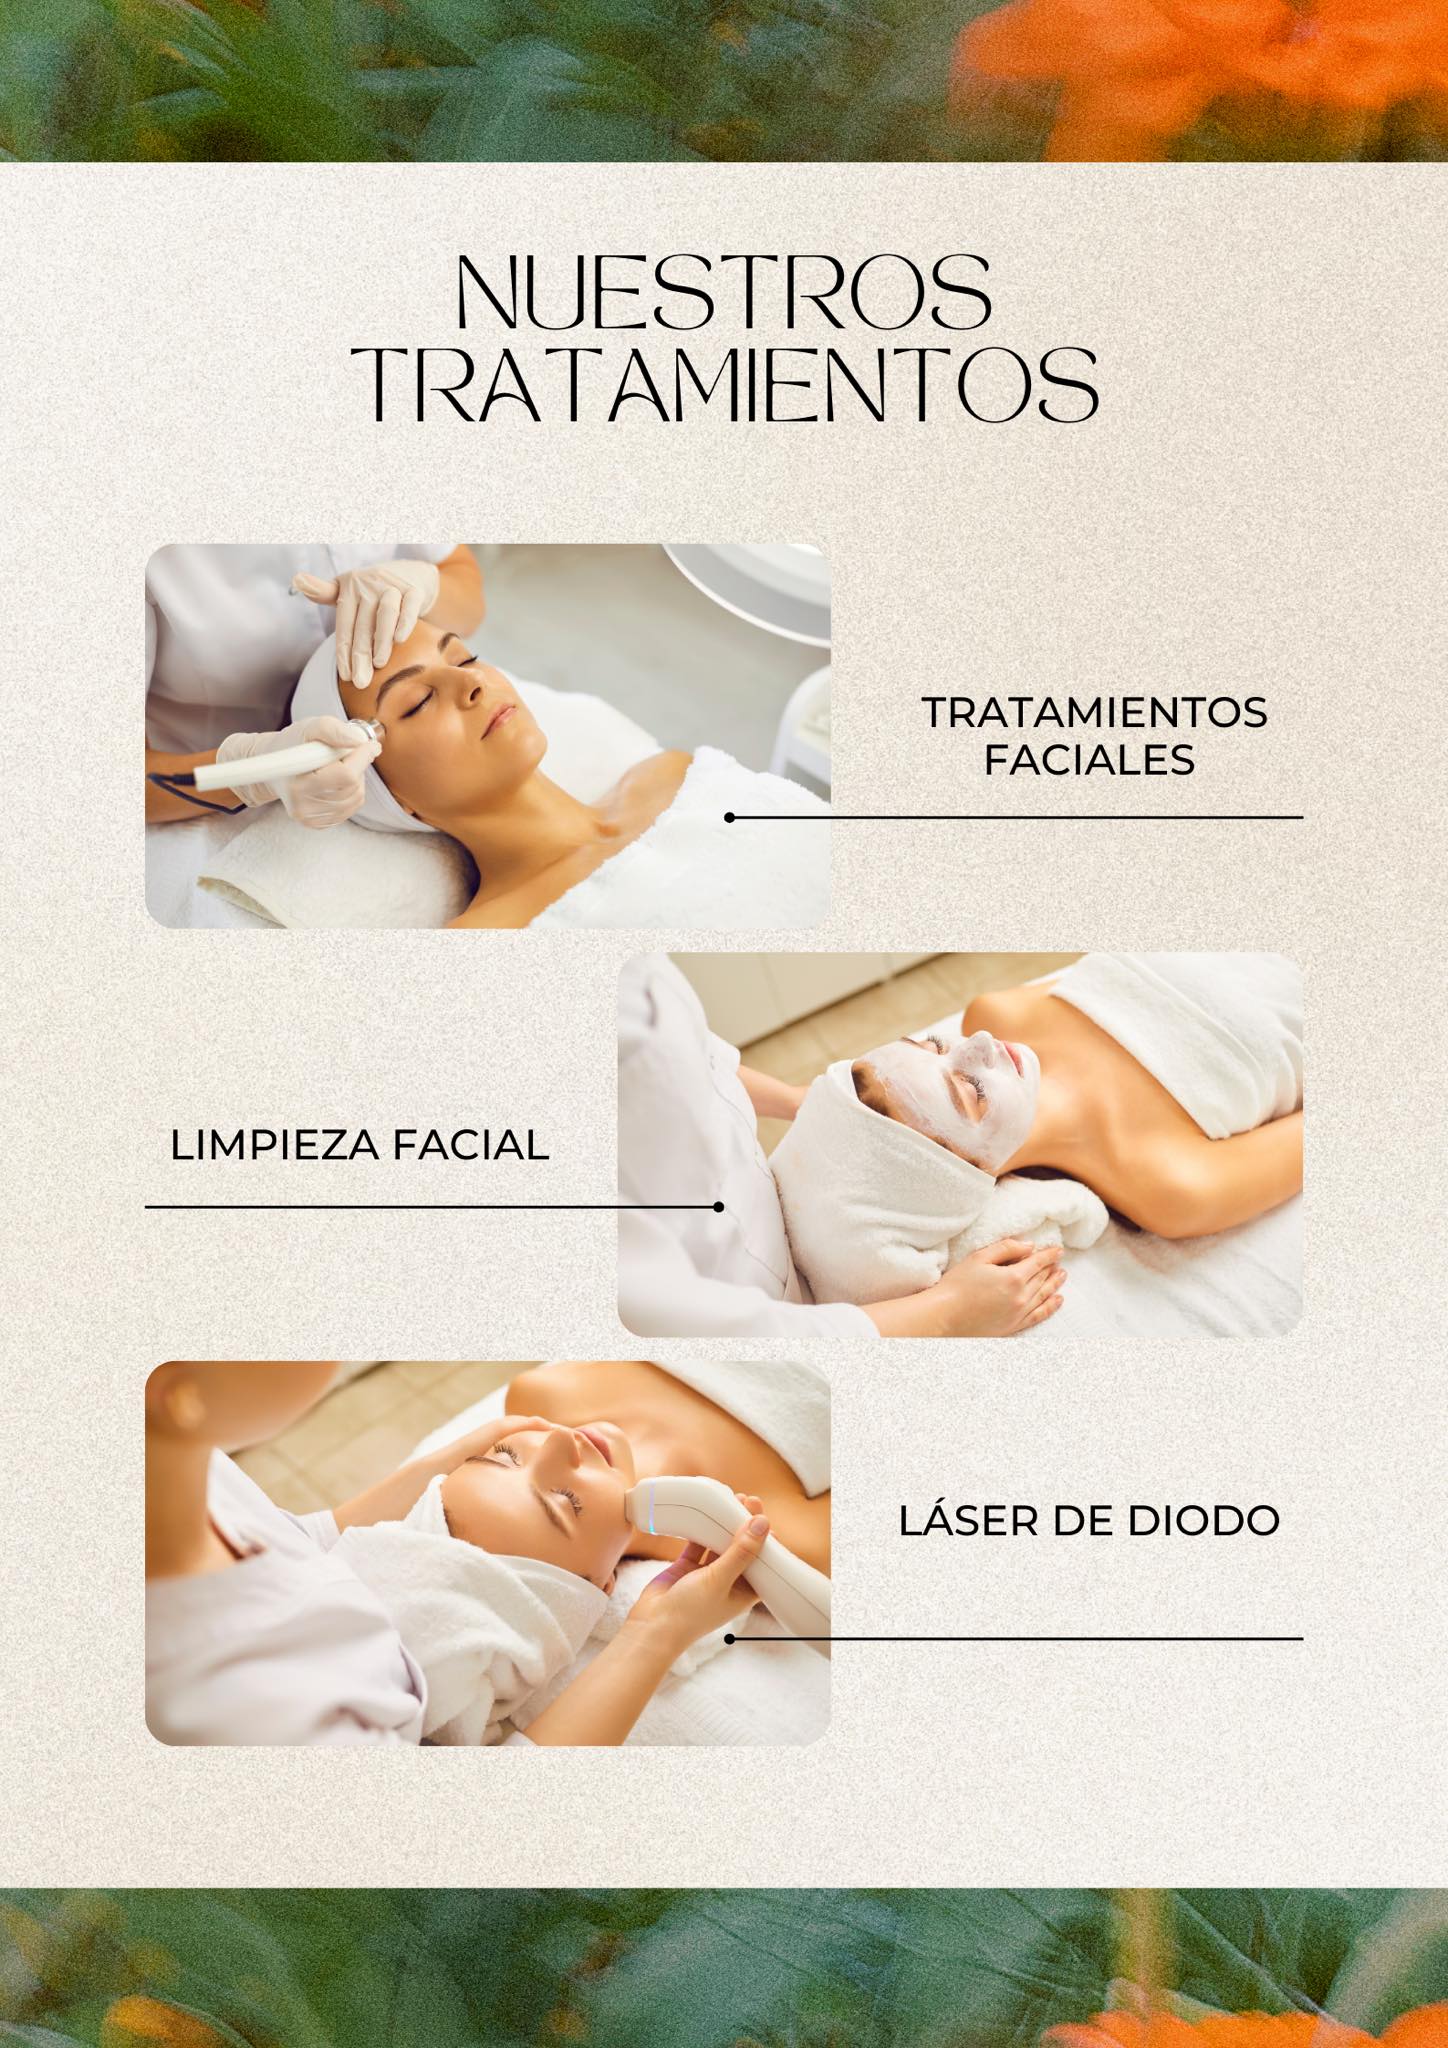 NUESTROS
TRATAMIENTOS
TRATAMIENTOS
FACIALES
LIMPIEZA FACIAL
LÁSER DE DIODO